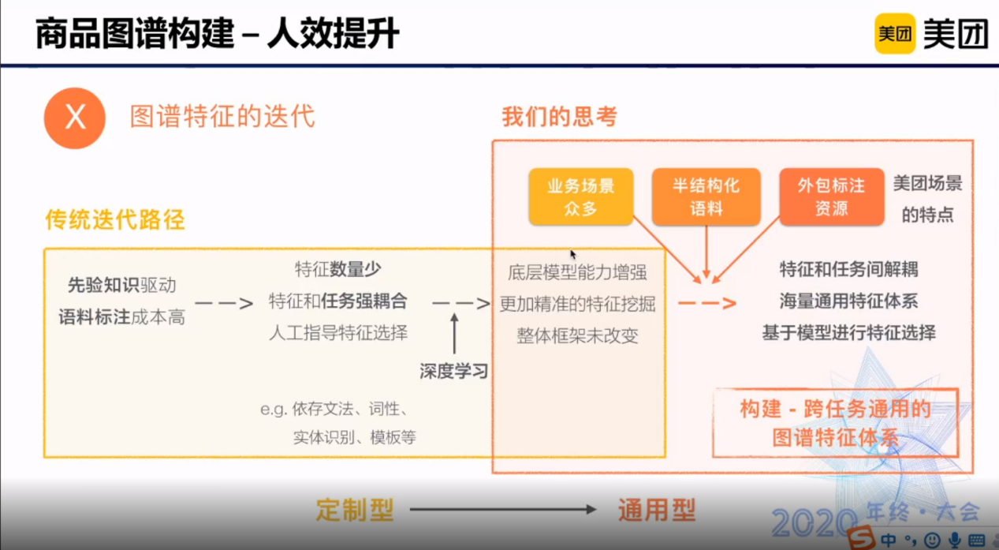 商品图谱构建 – 人效提升
美团 美团
X 图谱特征的迭代
我们的思考
业务场景
众多
半结构化
语料
外包标注
资源
美团场景
的特点
传统迭代路径
先验知识驱动
语料标注成本高
特征数量少
特征和任务强耦合
人工指导特征选择
深度学习
e.g. 依存文法、词性、
实体识别、模板等
底层模型能力增强
更加精准的特征挖掘
整体框架未改变
特征和任务间解耦
海量通用特征体系
基于模型进行特征选择
构建 - 跨任务通用的
图谱特征体系
定制型
通用型
2020 年终·大会
S 中